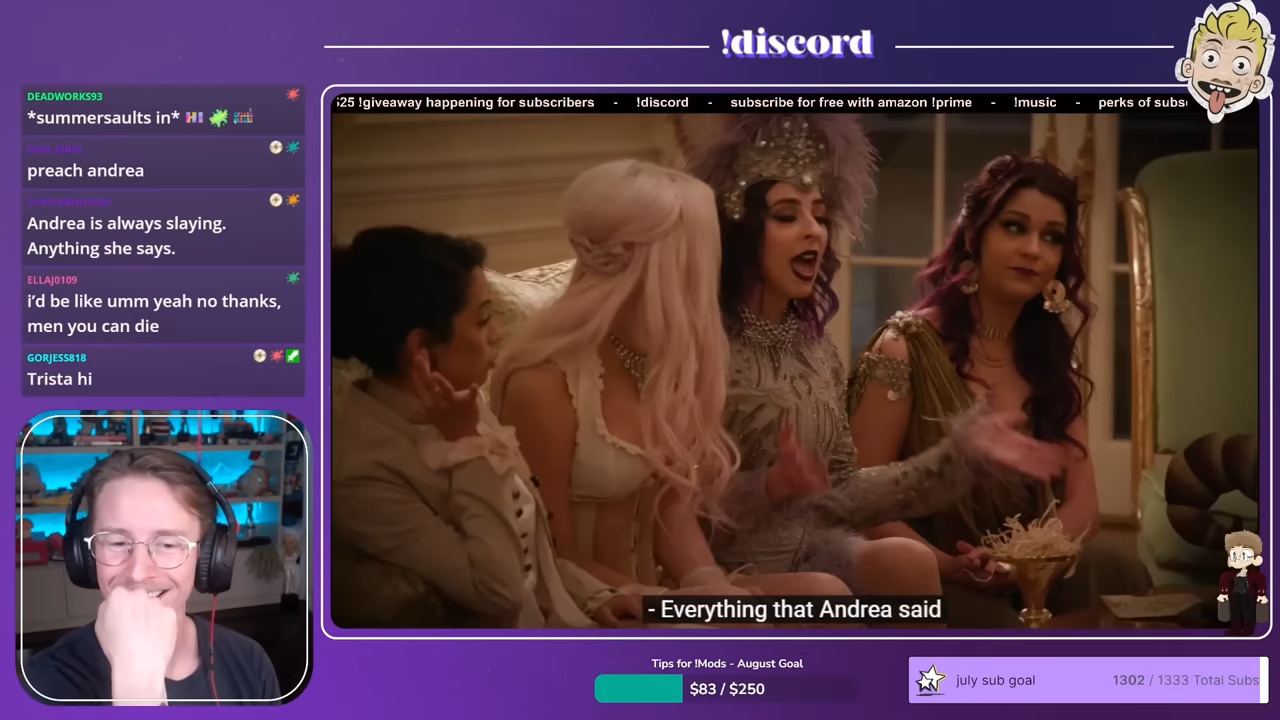 !discord
$25 !giveaway happening for subscribers - !discord - subscribe for free with amazon !prime - !music - perks of subs
DEADWORKS93
*summersaults in*
preach andrea
Andrea is always slaying.
Anything she says.
ELLAJ0109
i'd be like umm yeah no thanks,
men you can die
GORJESS818
Trista hi
- Everything that Andrea said
Tips for !Mods - August Goal
$83 / $250
july sub goal
1302 / 1333 Total Subs